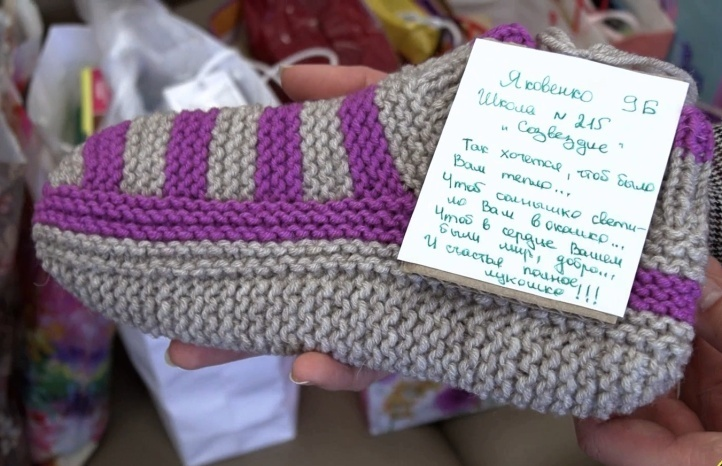 Яковенко 9Б
Школа № 215
"Созвездие"
Так хочется, чтоб было
Вам тепло...
Чтоб солнышко свети-
ло Вам в окошко...
Чтоб в сердце Вашем
были мир, добро...,
И счастья полное
лукошко!!!